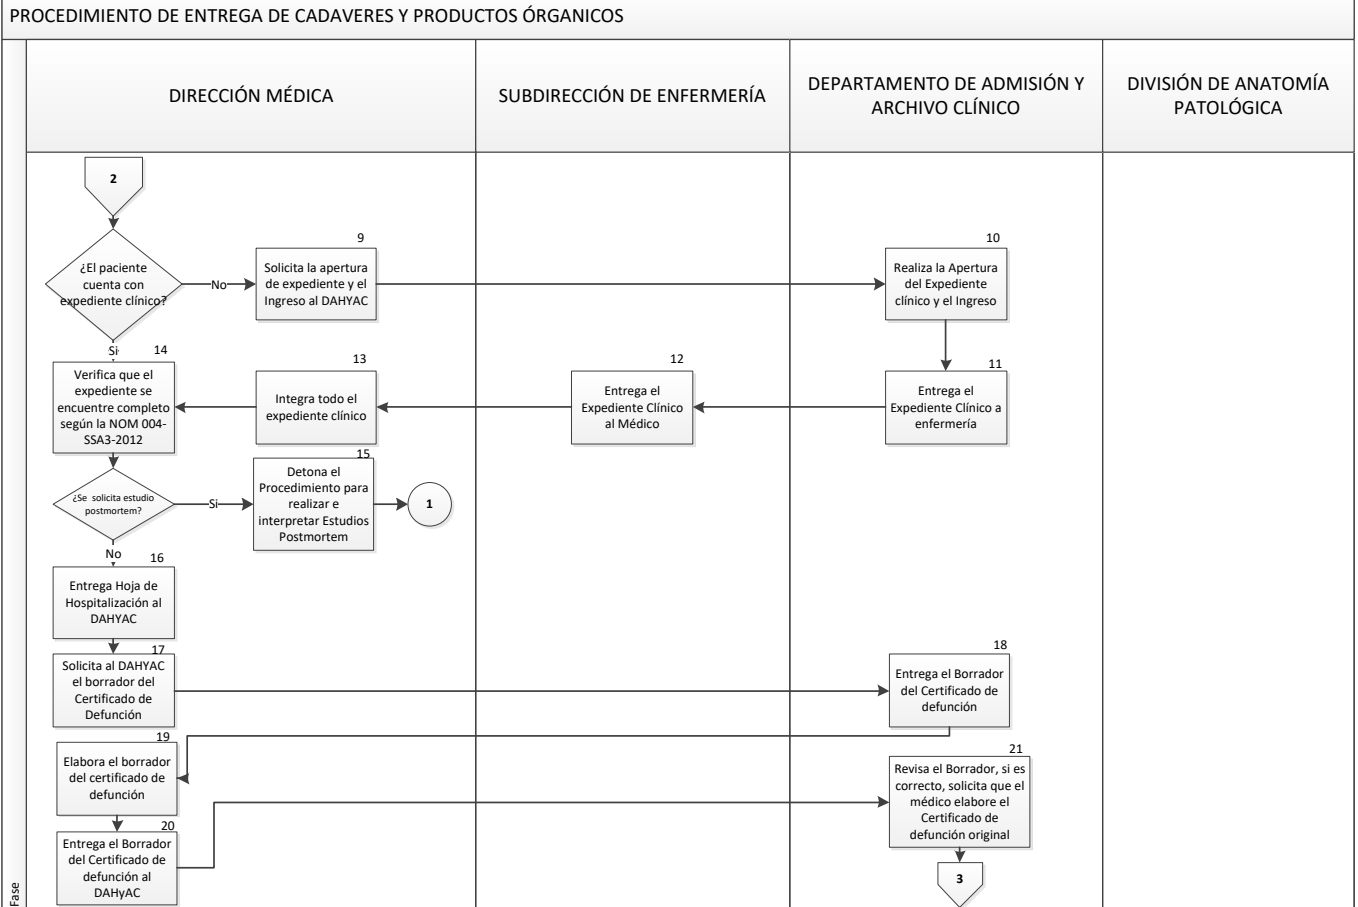 PROCEDIMIENTO DE ENTREGA DE CADAVERES Y PRODUCTOS ÓRGANICOS
DIRECCIÓN MÉDICA
SUBDIRECCIÓN DE ENFERMERÍA
DEPARTAMENTO DE ADMISIÓN Y
ARCHIVO CLÍNICO
DIVISIÓN DE ANATOMÍA
PATOLÓGICA
2
¿El paciente
cuenta con
expediente clínico?
No
9
Solicita la apertura
de expediente y el
Ingreso al DAHYAC
10
Realiza la Apertura
del Expediente
clínico y el Ingreso
Si
14
Verifica que el
expediente se
encuentre completo
según la NOM 004-
SSA3-2012
13
Integra todo el
expediente clínico
12
Entrega el
Expediente Clínico
al Médico
11
Entrega el
Expediente Clínico a
enfermería
¿Se solicita estudio
postmortem?
Si
15
Detona el
Procedimiento para
realizar e
interpretar Estudios
Postmortem
1
No
16
Entrega Hoja de
Hospitalización al
DAHYAC
17
Solicita al DAHYAC
el borrador del
Certificado de
Defunción
18
Entrega el Borrador
del Certificado de
defunción
19
Elabora el borrador
del certificado de
defunción
20
Entrega el Borrador
del Certificado de
defunción al
DAHyAC
21
Revisa el Borrador, si es
correcto, solicita que el
médico elabore el
Certificado de
defunción original
3
Fase